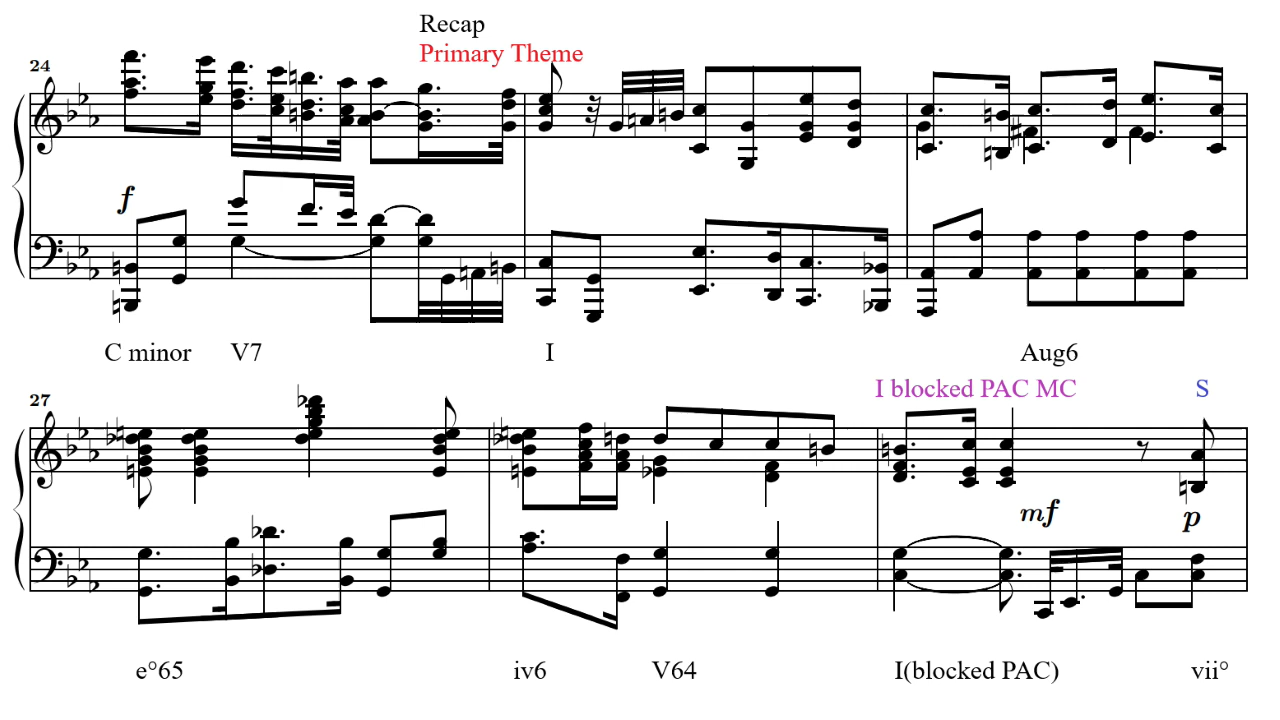 Recap
Primary Theme
24
f
C minor V7 I Aug6
I blocked PAC MC S
27
mf p
e°65 iv6 V64 I(blocked PAC) vii°